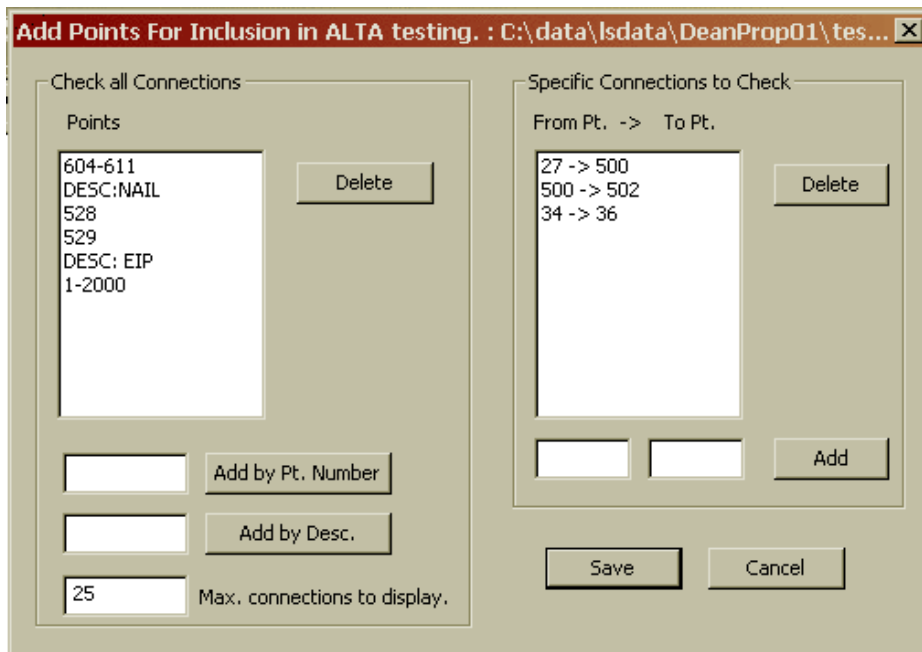 Add Points For Inclusion in ALTA testing. : C:\data\lsdata\DeanProp01\tes...
Check all Connections
Points
604-611
DESC:NAIL
528
529
DESC: EIP
1-2000
Delete
Add by Pt. Number
Add by Desc.
25 Max. connections to display.
Specific Connections to Check
From Pt. -> To Pt.
27 -> 500
500 -> 502
34 -> 36
Delete
Add
Save Cancel